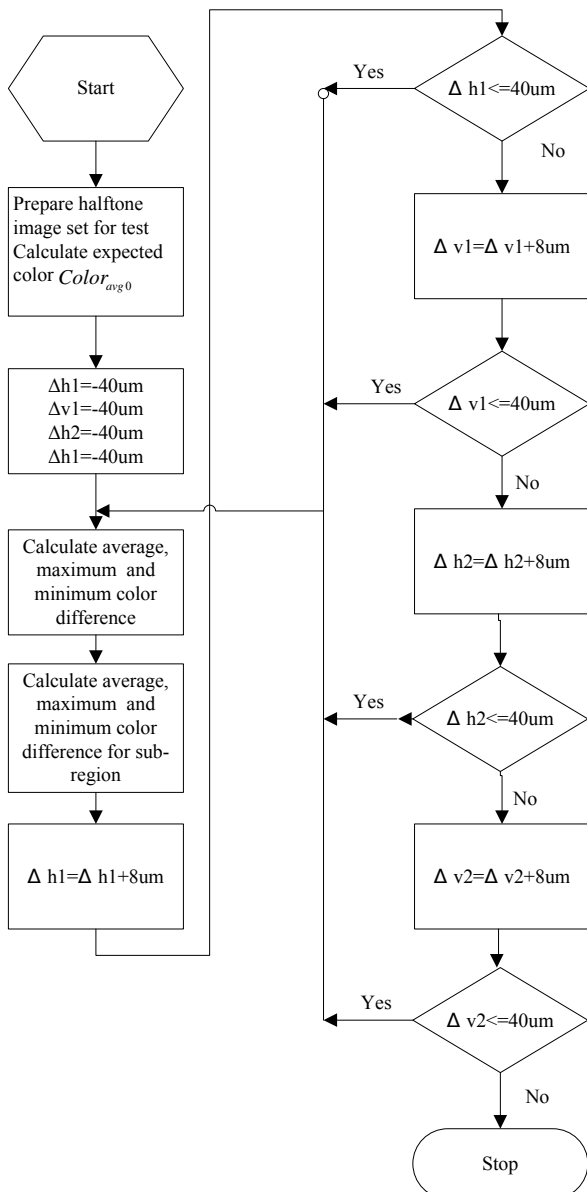 Start
Prepare halftone
image set for test
Calculate expected
color Color_avg0
Δh1=-40um
Δv1=-40um
Δh2=-40um
Δh1=-40um
Calculate average,
maximum and
minimum color
difference
Calculate average,
maximum and
minimum color
difference for sub-
region
Δ h1=Δ h1+8um
Δ h1<=40um
Yes
No
Δ v1=Δ v1+8um
Δ v1<=40um
Yes
No
Δ h2=Δ h2+8um
Δ h2<=40um
Yes
No
Δ v2=Δ v2+8um
Δ v2<=40um
Yes
No
Stop